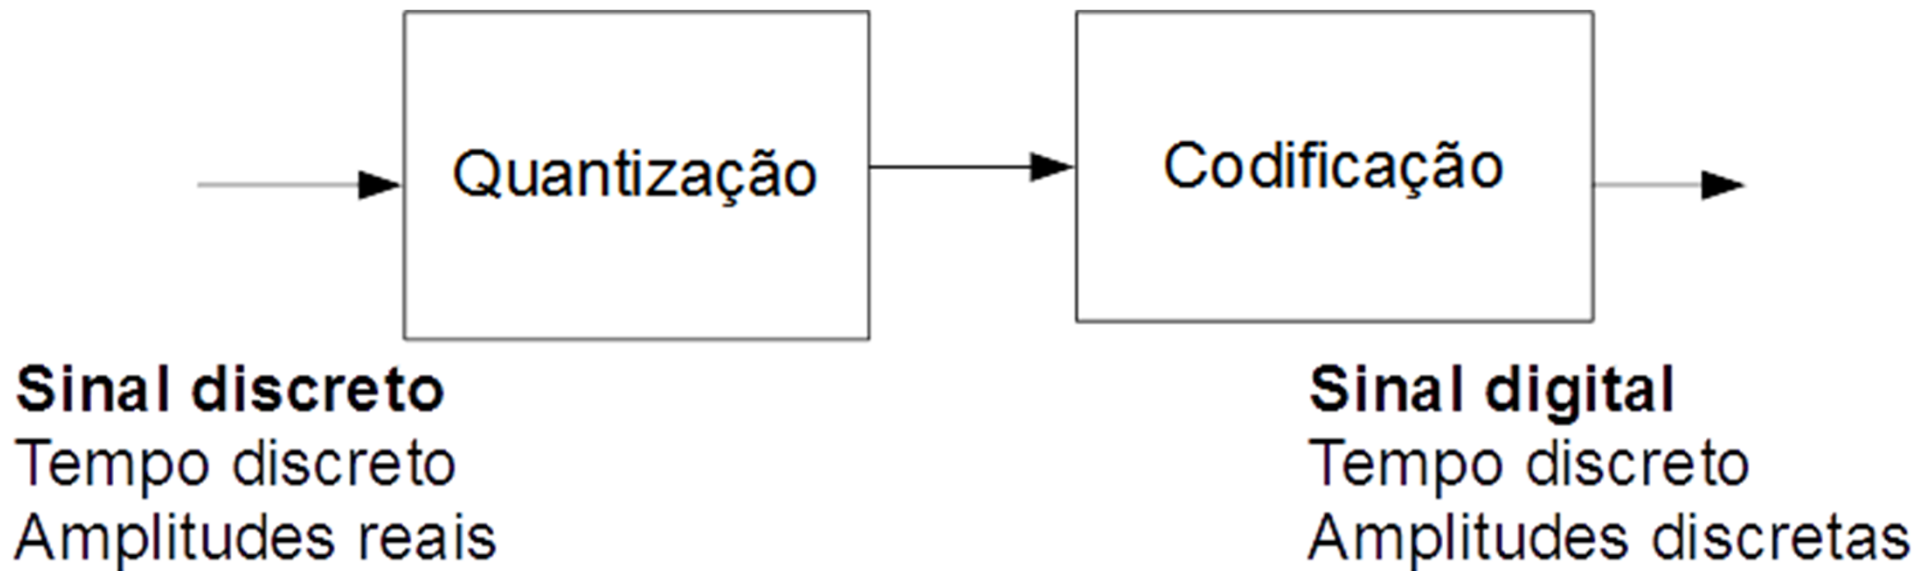 Quantização
Codificação
Sinal discreto
Tempo discreto
Amplitudes reais
Sinal digital
Tempo discreto
Amplitudes discretas